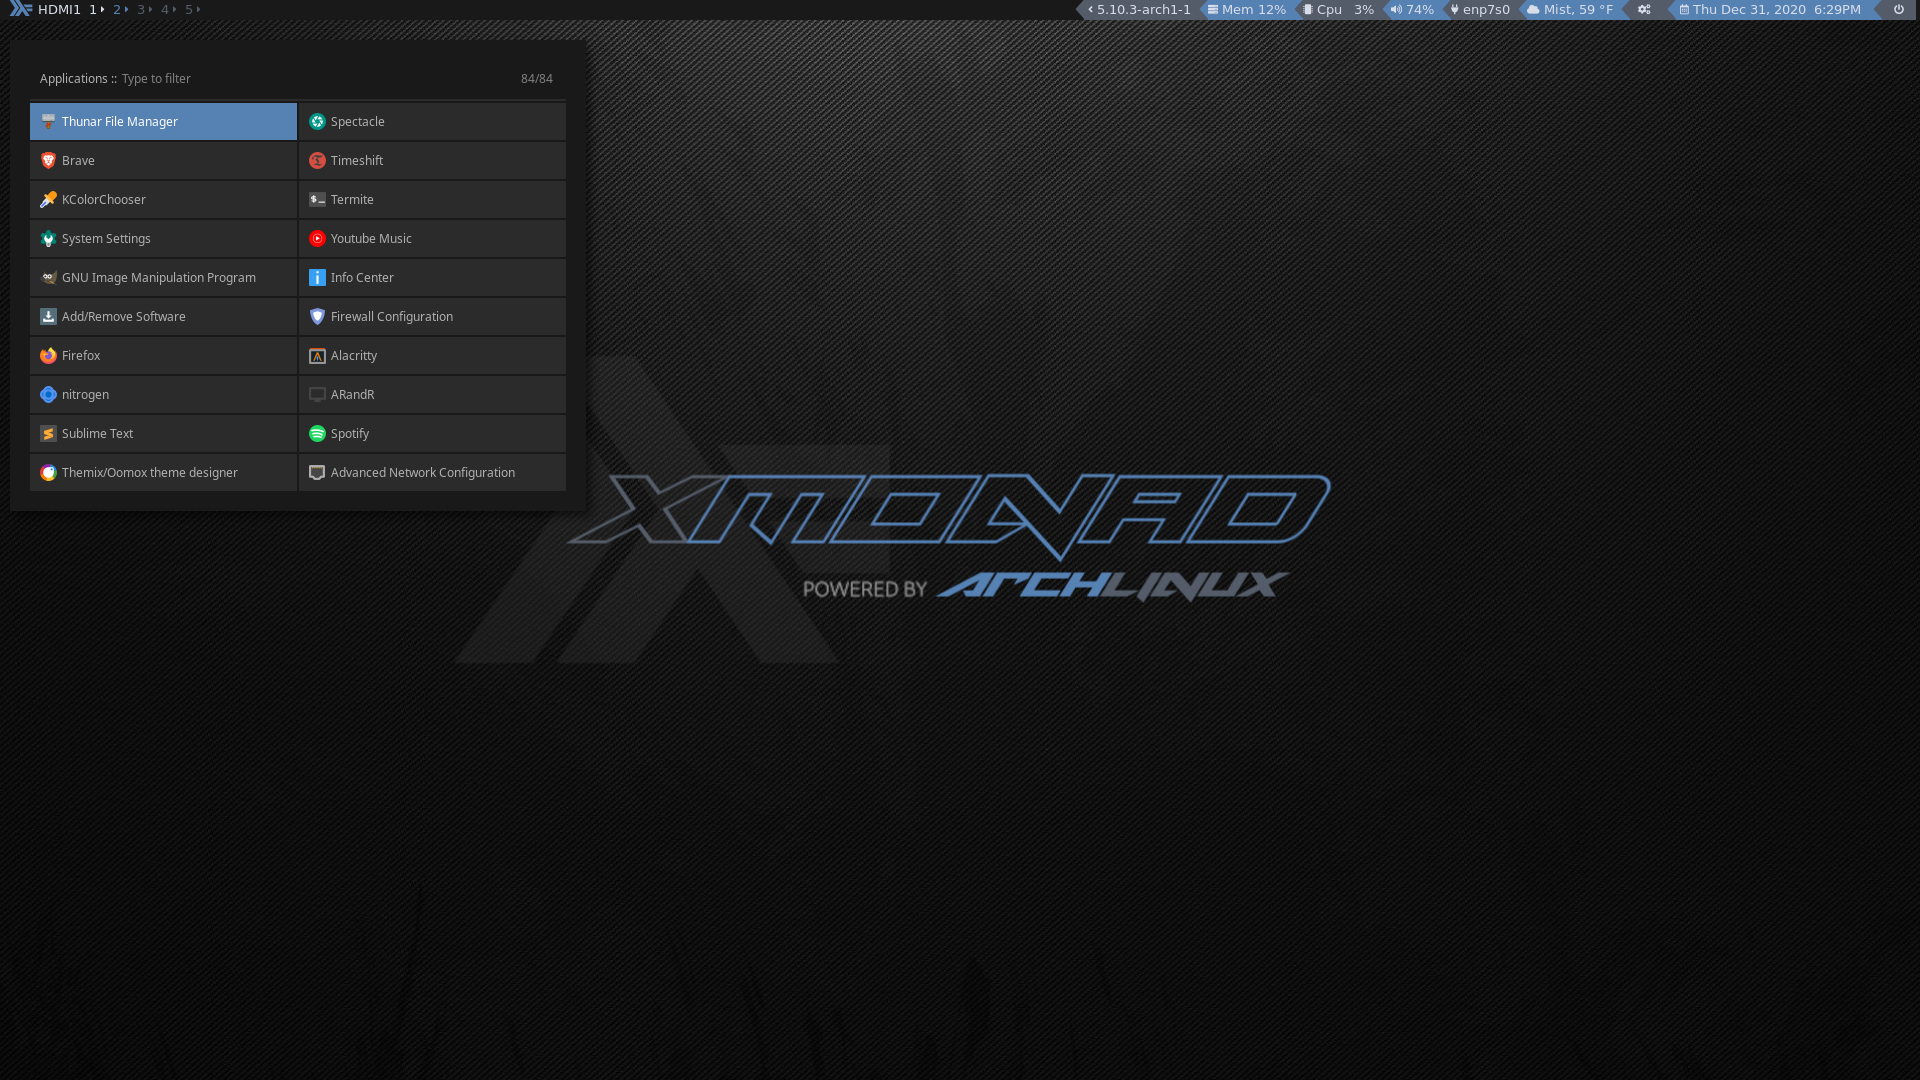 HDMI1 1 2 3 4 5 5.10.3-arch1-1 Mem 12% Cpu 3% 74% enp7s0 Mist, 59 °F Thu Dec 31, 2020 6:29PM
Applications :: Type to filter 84/84
Thunar File Manager Spectacle
Brave Timeshift
KColorChooser Termite
System Settings Youtube Music
GNU Image Manipulation Program Info Center
Add/Remove Software Firewall Configuration
Firefox Alacritty
nitrogen ARandR
Sublime Text Spotify
Themix/Oomox theme designer Advanced Network Configuration
XMONAD
POWERED BY ARCHLINUX